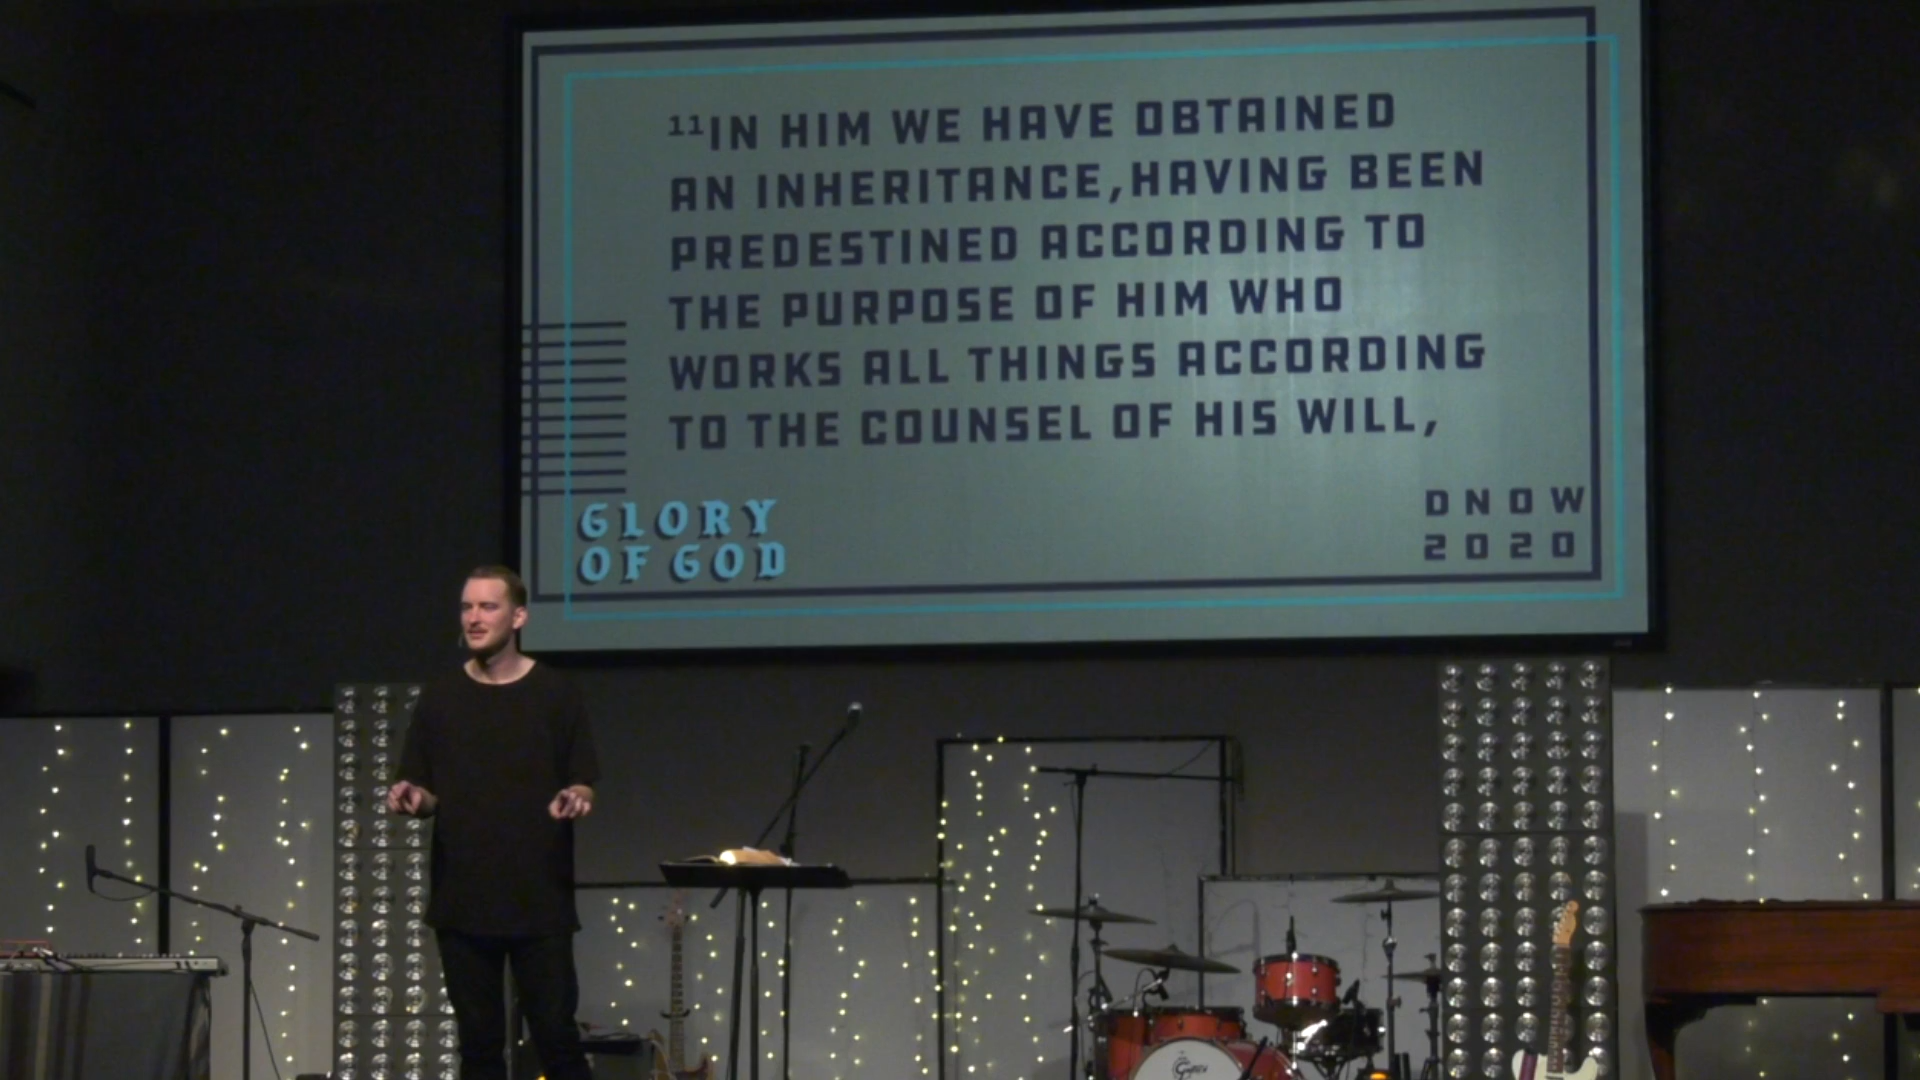 ¹¹IN HIM WE HAVE OBTAINED
AN INHERITANCE, HAVING BEEN
PREDESTINED ACCORDING TO
THE PURPOSE OF HIM WHO
WORKS ALL THINGS ACCORDING
TO THE COUNSEL OF HIS WILL,
GLORY
OF GOD
DNOW
2020
Gretsch